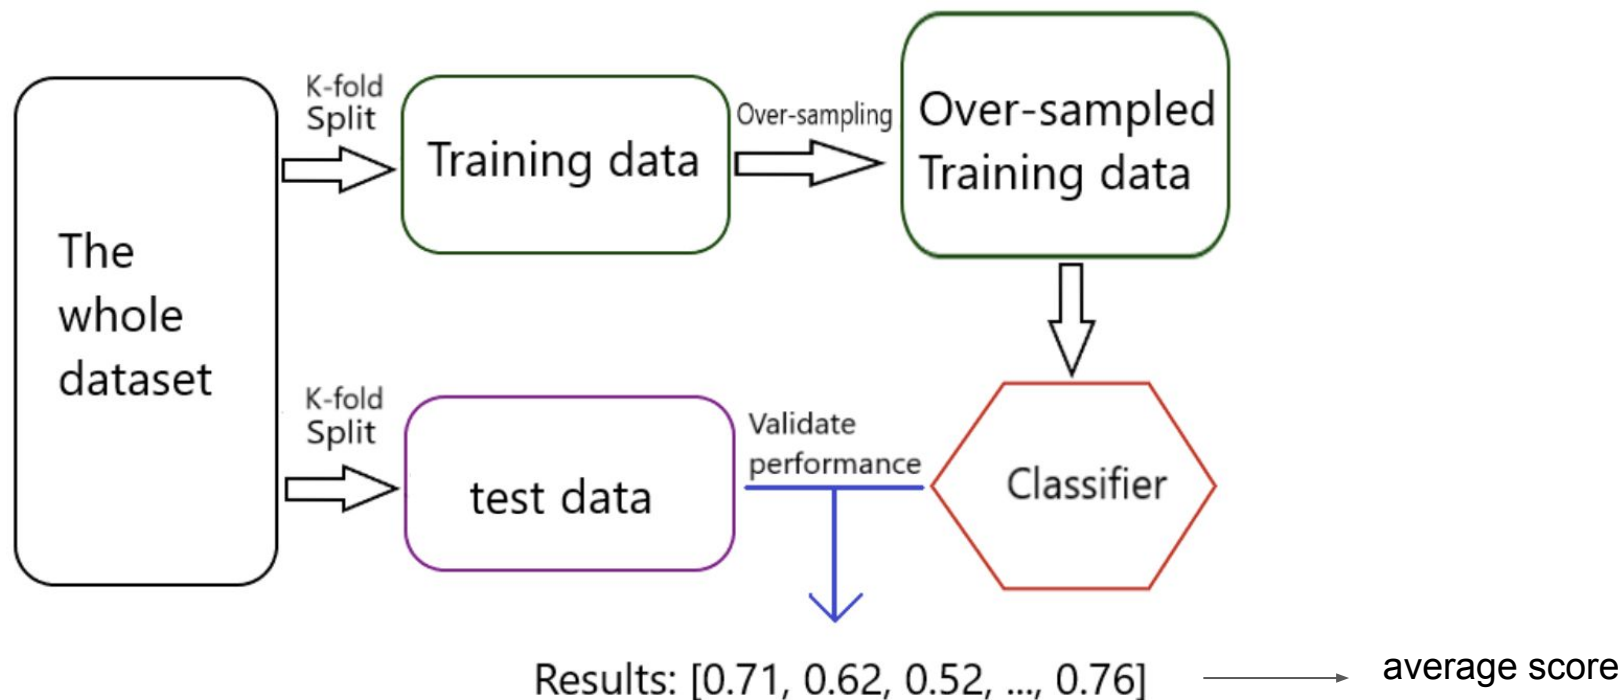 The
whole
dataset
K-fold
Split
Training data
Over-sampling
Over-sampled
Training data
K-fold
Split
test data
Validate
performance
Classifier
Results: [0.71, 0.62, 0.52, ..., 0.76]
average score